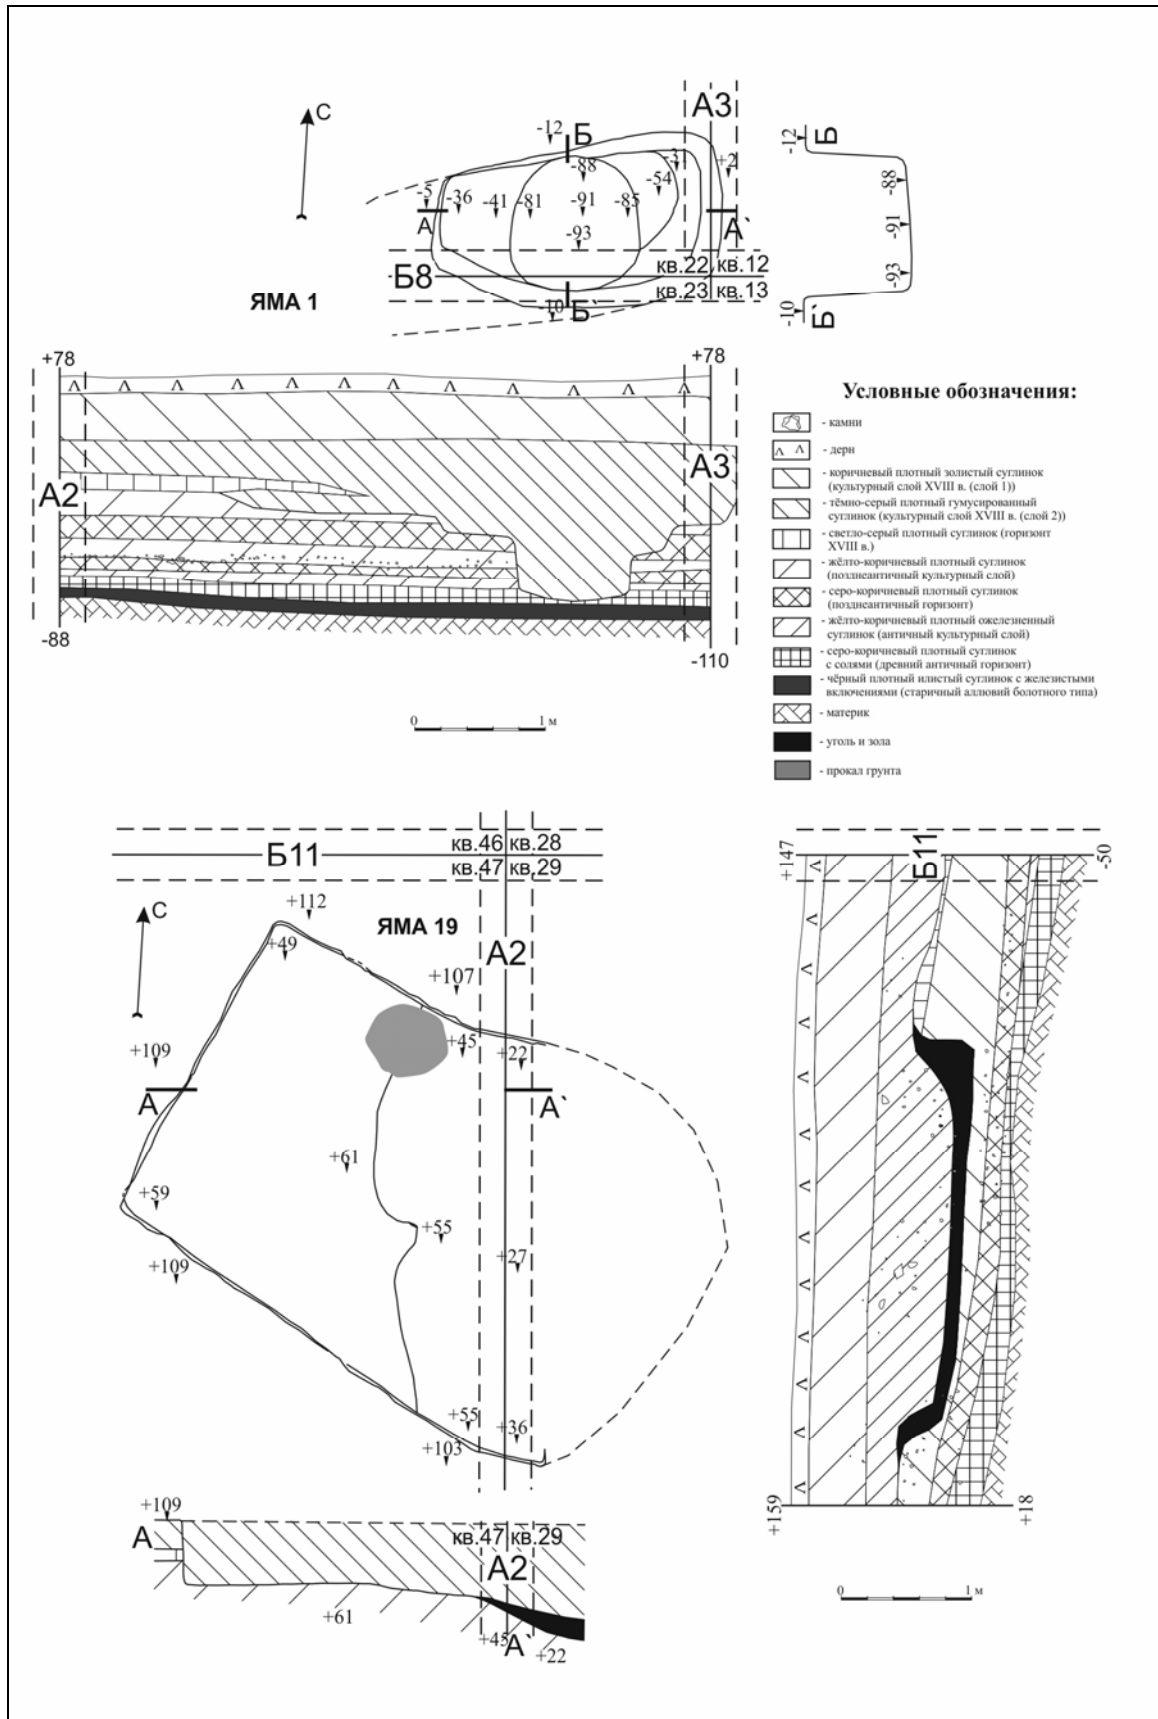 С
-12
Б
А3
-12
Б
-88
-31
+2
-54
-88
-5
-36
-41
-81
-91
-85
А
А`
-91
-93
Б8
кв.22
кв.12
кв.23
кв.13
-93
ЯМА 1
-10
Б`
-10
Б`
+78
+78
А2
А3
-88
-110
0
1 м
Условные обозначения:
- камни
- дерн
- коричневый плотный золистый суглинок
(культурный слой XVIII в. (слой 1))
- тёмно-серый плотный гумусированный
суглинок (культурный слой XVIII в. (слой 2))
- светло-серый плотный суглинок (горизонт
XVIII в.)
- жёлто-коричневый плотный суглинок
(позднеантичный культурный слой)
- серо-коричневый плотный суглинок
(позднеантичный горизонт)
- жёлто-коричневый плотный ожелезненный
суглинок (античный культурный слой)
- серо-коричневый плотный суглинок
с солями (древний античный горизонт)
- чёрный плотный илистый суглинок с железистыми
включениями (старичный аллювий болотного типа)
- материк
- уголь и зола
- прокал грунта
Б11
кв.46
кв.28
кв.47
кв.29
С
+112
ЯМА 19
+49
А2
+107
+109
+45
+22
А
А`
+61
+59
+55
+109
+27
+55
+36
+103
+109
А
кв.47
кв.29
А2
+61
+45
А`
+22
+147
Б11
-50
+159
+18
0
1 м